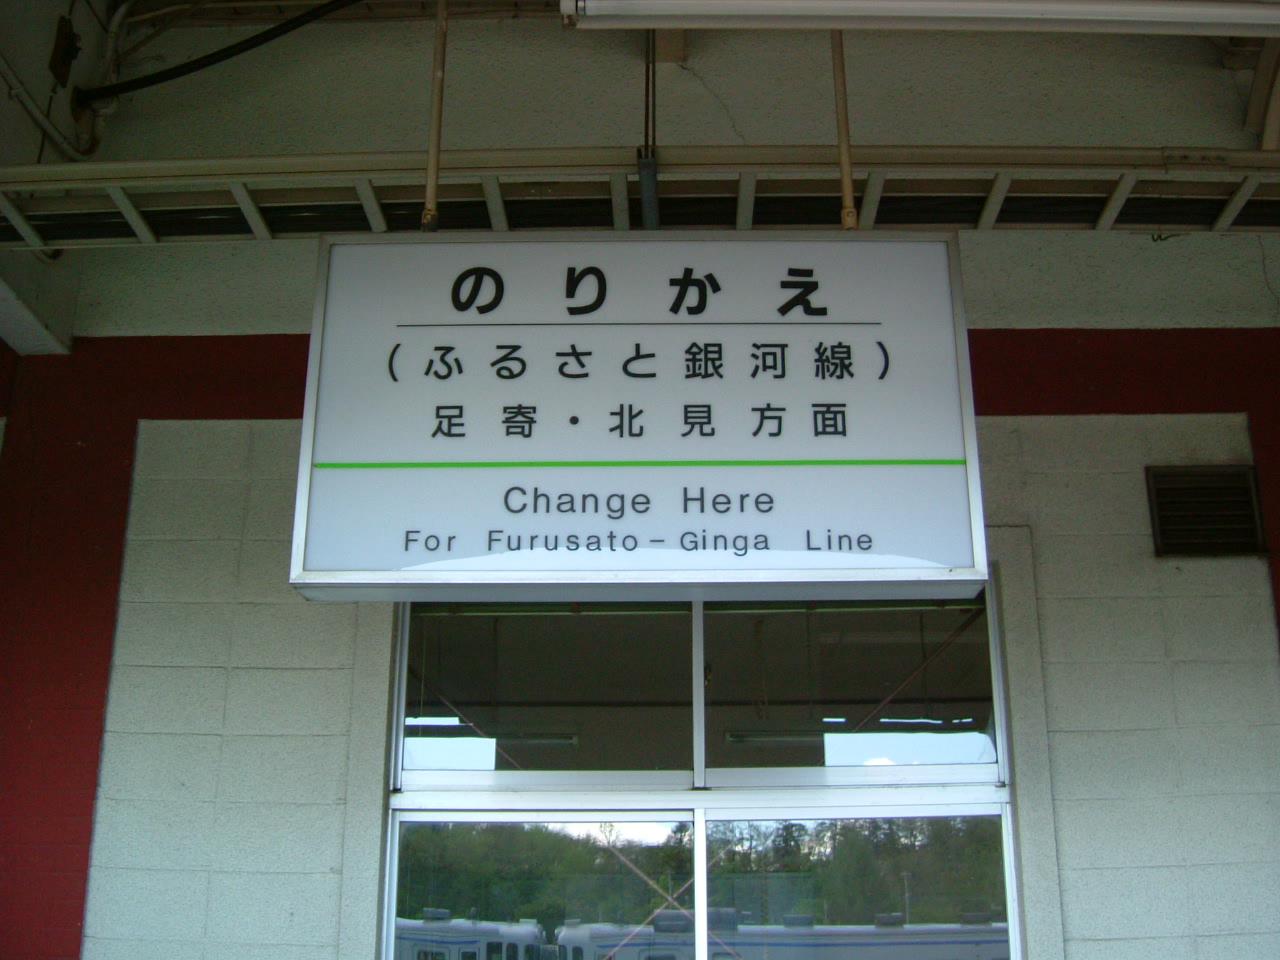 のりかえ
(ふるさと銀河線)
足寄・北見方面
Change Here
For Furusato-Ginga Line